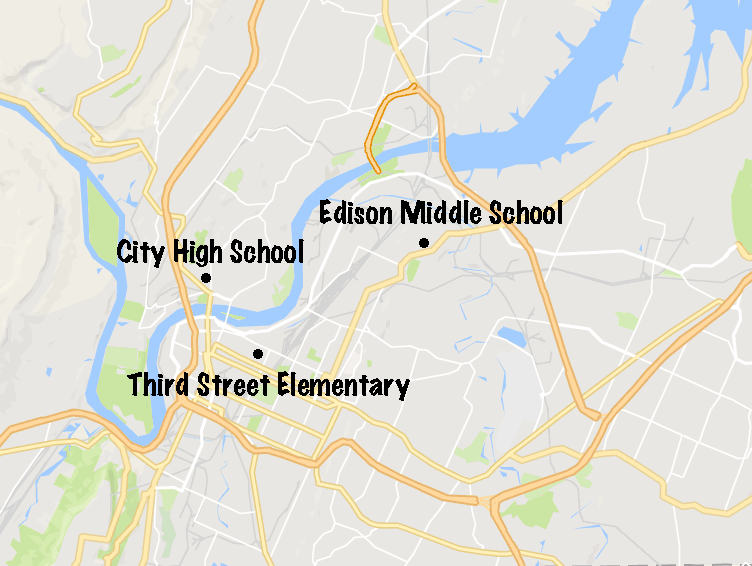 Edison Middle School
City High School
Third Street Elementary